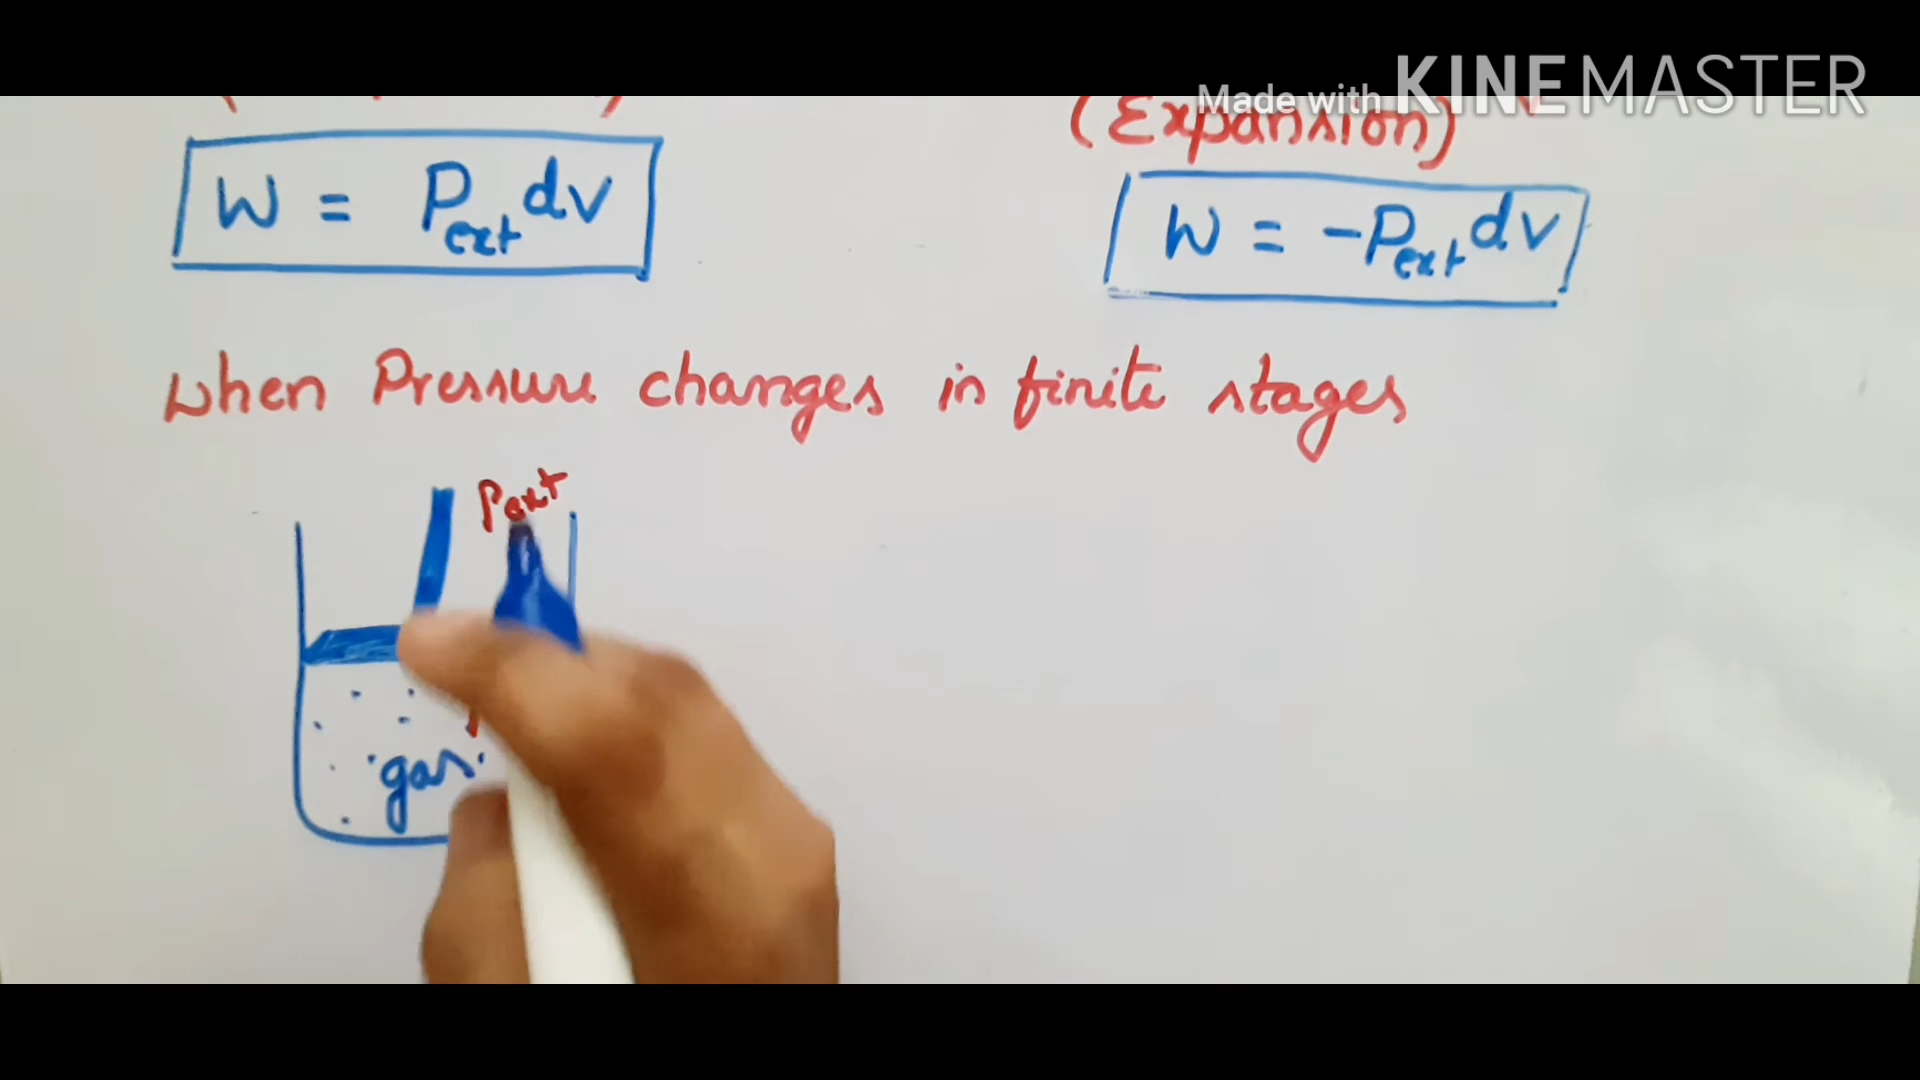 Made with KINEMASTER
(Expansion)
W = Pext dv
W = -Pext dv
When Pressure changes in finite stages
Pext
gas